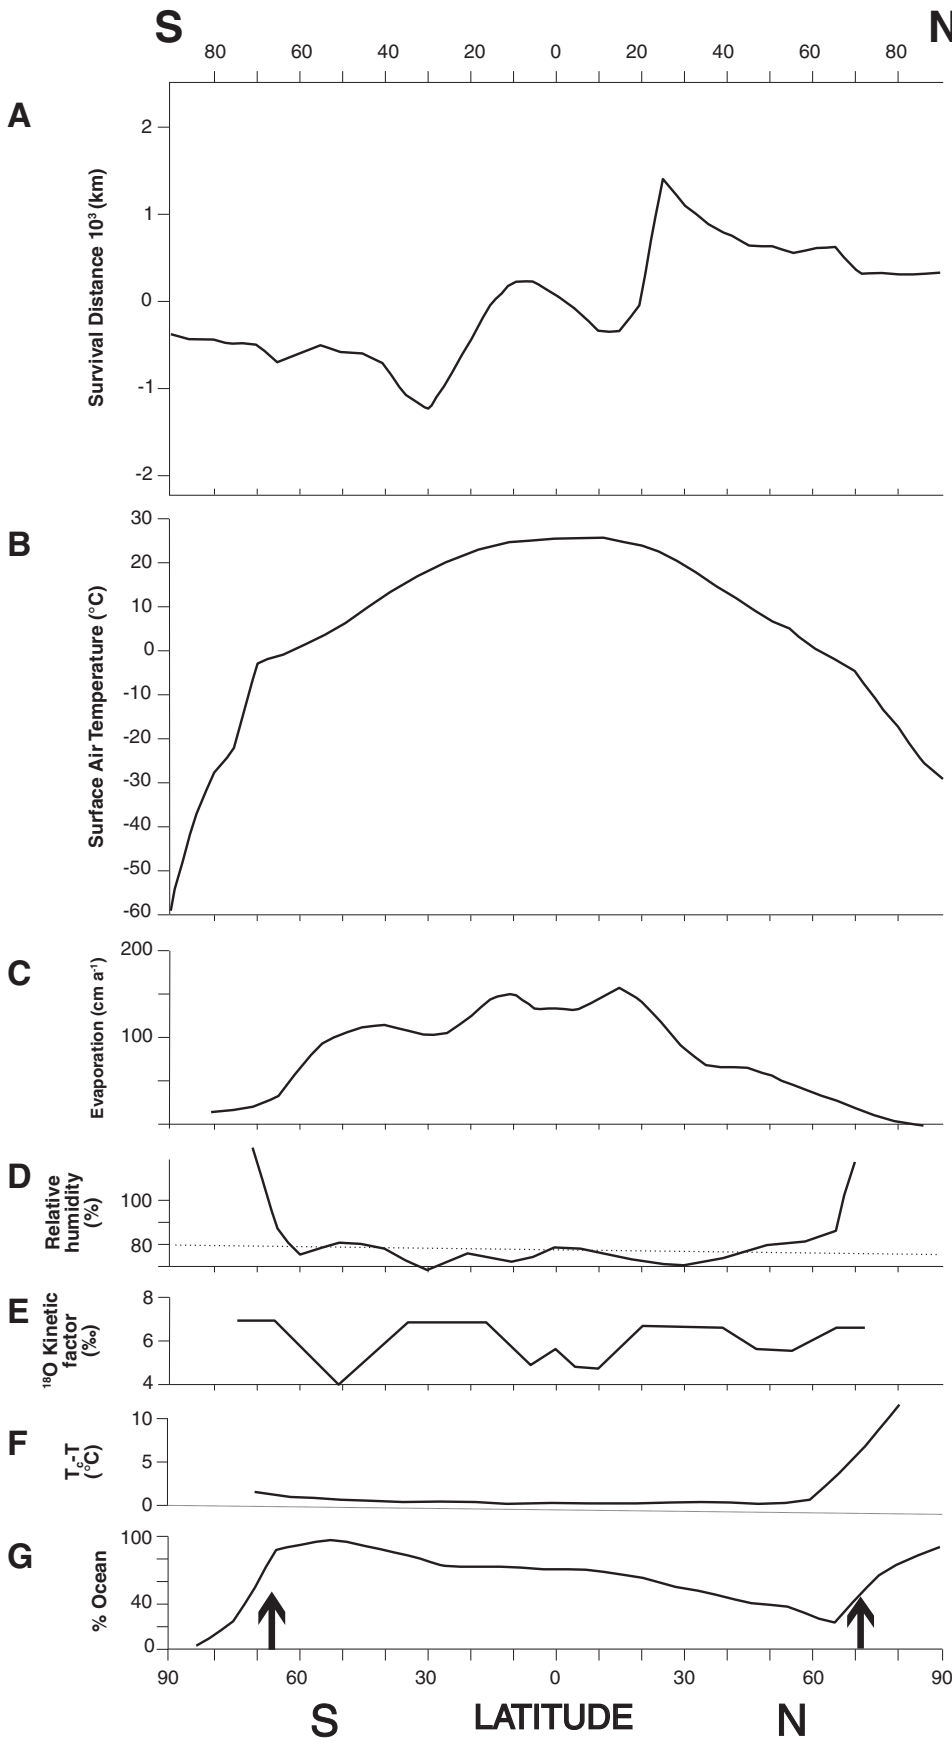 S N
80 60 40 20 0 20 40 60 80
A
Survival Distance 10³ (km)
2
1
0
-1
-2
B
Surface Air Temperature (°C)
30
20
10
0
-10
-20
-30
-40
-50
-60
C
Evaporation (cm a⁻¹)
200
100
D
Relative
humidity
(%)
100
80
E
¹⁸O Kinetic
factor
(‰)
8
6
4
F
Tc-T
(°C)
10
5
0
G
% Ocean
100
40
0
90 60 30 0 30 60 90
S LATITUDE N